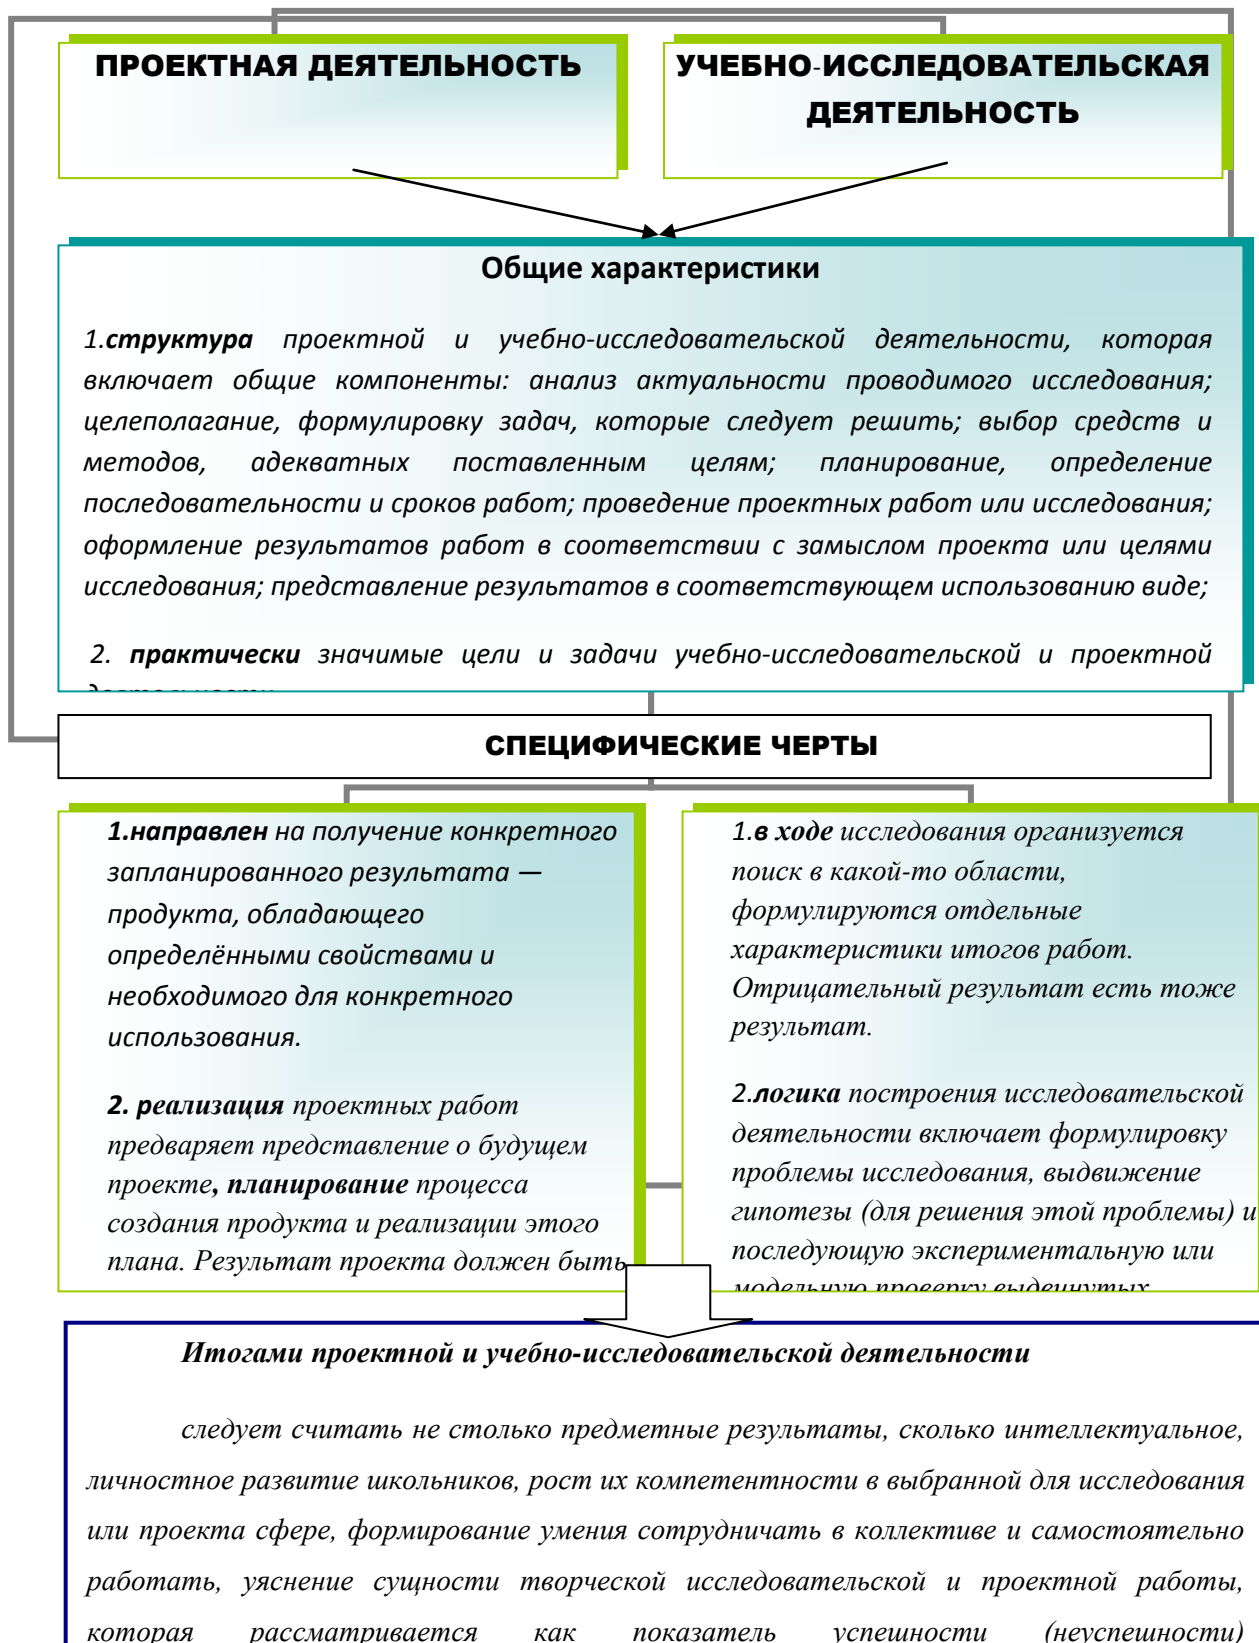 ПРОЕКТНАЯ ДЕЯТЕЛЬНОСТЬ
УЧЕБНО-ИССЛЕДОВАТЕЛЬСКАЯ
ДЕЯТЕЛЬНОСТЬ
Общие характеристики
1.структура проектной и учебно-исследовательской деятельности, которая
включает общие компоненты: анализ актуальности проводимого исследования;
целеполагание, формулировку задач, которые следует решить; выбор средств и
методов, адекватных поставленным целям; планирование, определение
последовательности и сроков работ; проведение проектных работ или исследования;
оформление результатов работ в соответствии с замыслом проекта или целями
исследования; представление результатов в соответствующем использованию виде;
2. практически значимые цели и задачи учебно-исследовательской и проектной
СПЕЦИФИЧЕСКИЕ ЧЕРТЫ
1.направлен на получение конкретного
запланированного результата —
продукта, обладающего
определёнными свойствами и
необходимого для конкретного
использования.
2. реализация проектных работ
предваряет представление о будущем
проекте, планирование процесса
создания продукта и реализации этого
плана. Результат проекта должен быть
1.в ходе исследования организуется
поиск в какой-то области,
формулируются отдельные
характеристики итогов работ.
Отрицательный результат есть тоже
результат.
2.логика построения исследовательской
деятельности включает формулировку
проблемы исследования, выдвижение
гипотезы (для решения этой проблемы) и
последующую экспериментальную или
модельную проверку выдвинутых
Итогами проектной и учебно-исследовательской деятельности
следует считать не столько предметные результаты, сколько интеллектуальное,
личностное развитие школьников, рост их компетентности в выбранной для исследования
или проекта сфере, формирование умения сотрудничать в коллективе и самостоятельно
работать, уяснение сущности творческой исследовательской и проектной работы,
которая рассматривается как показатель успешности (неуспешности)